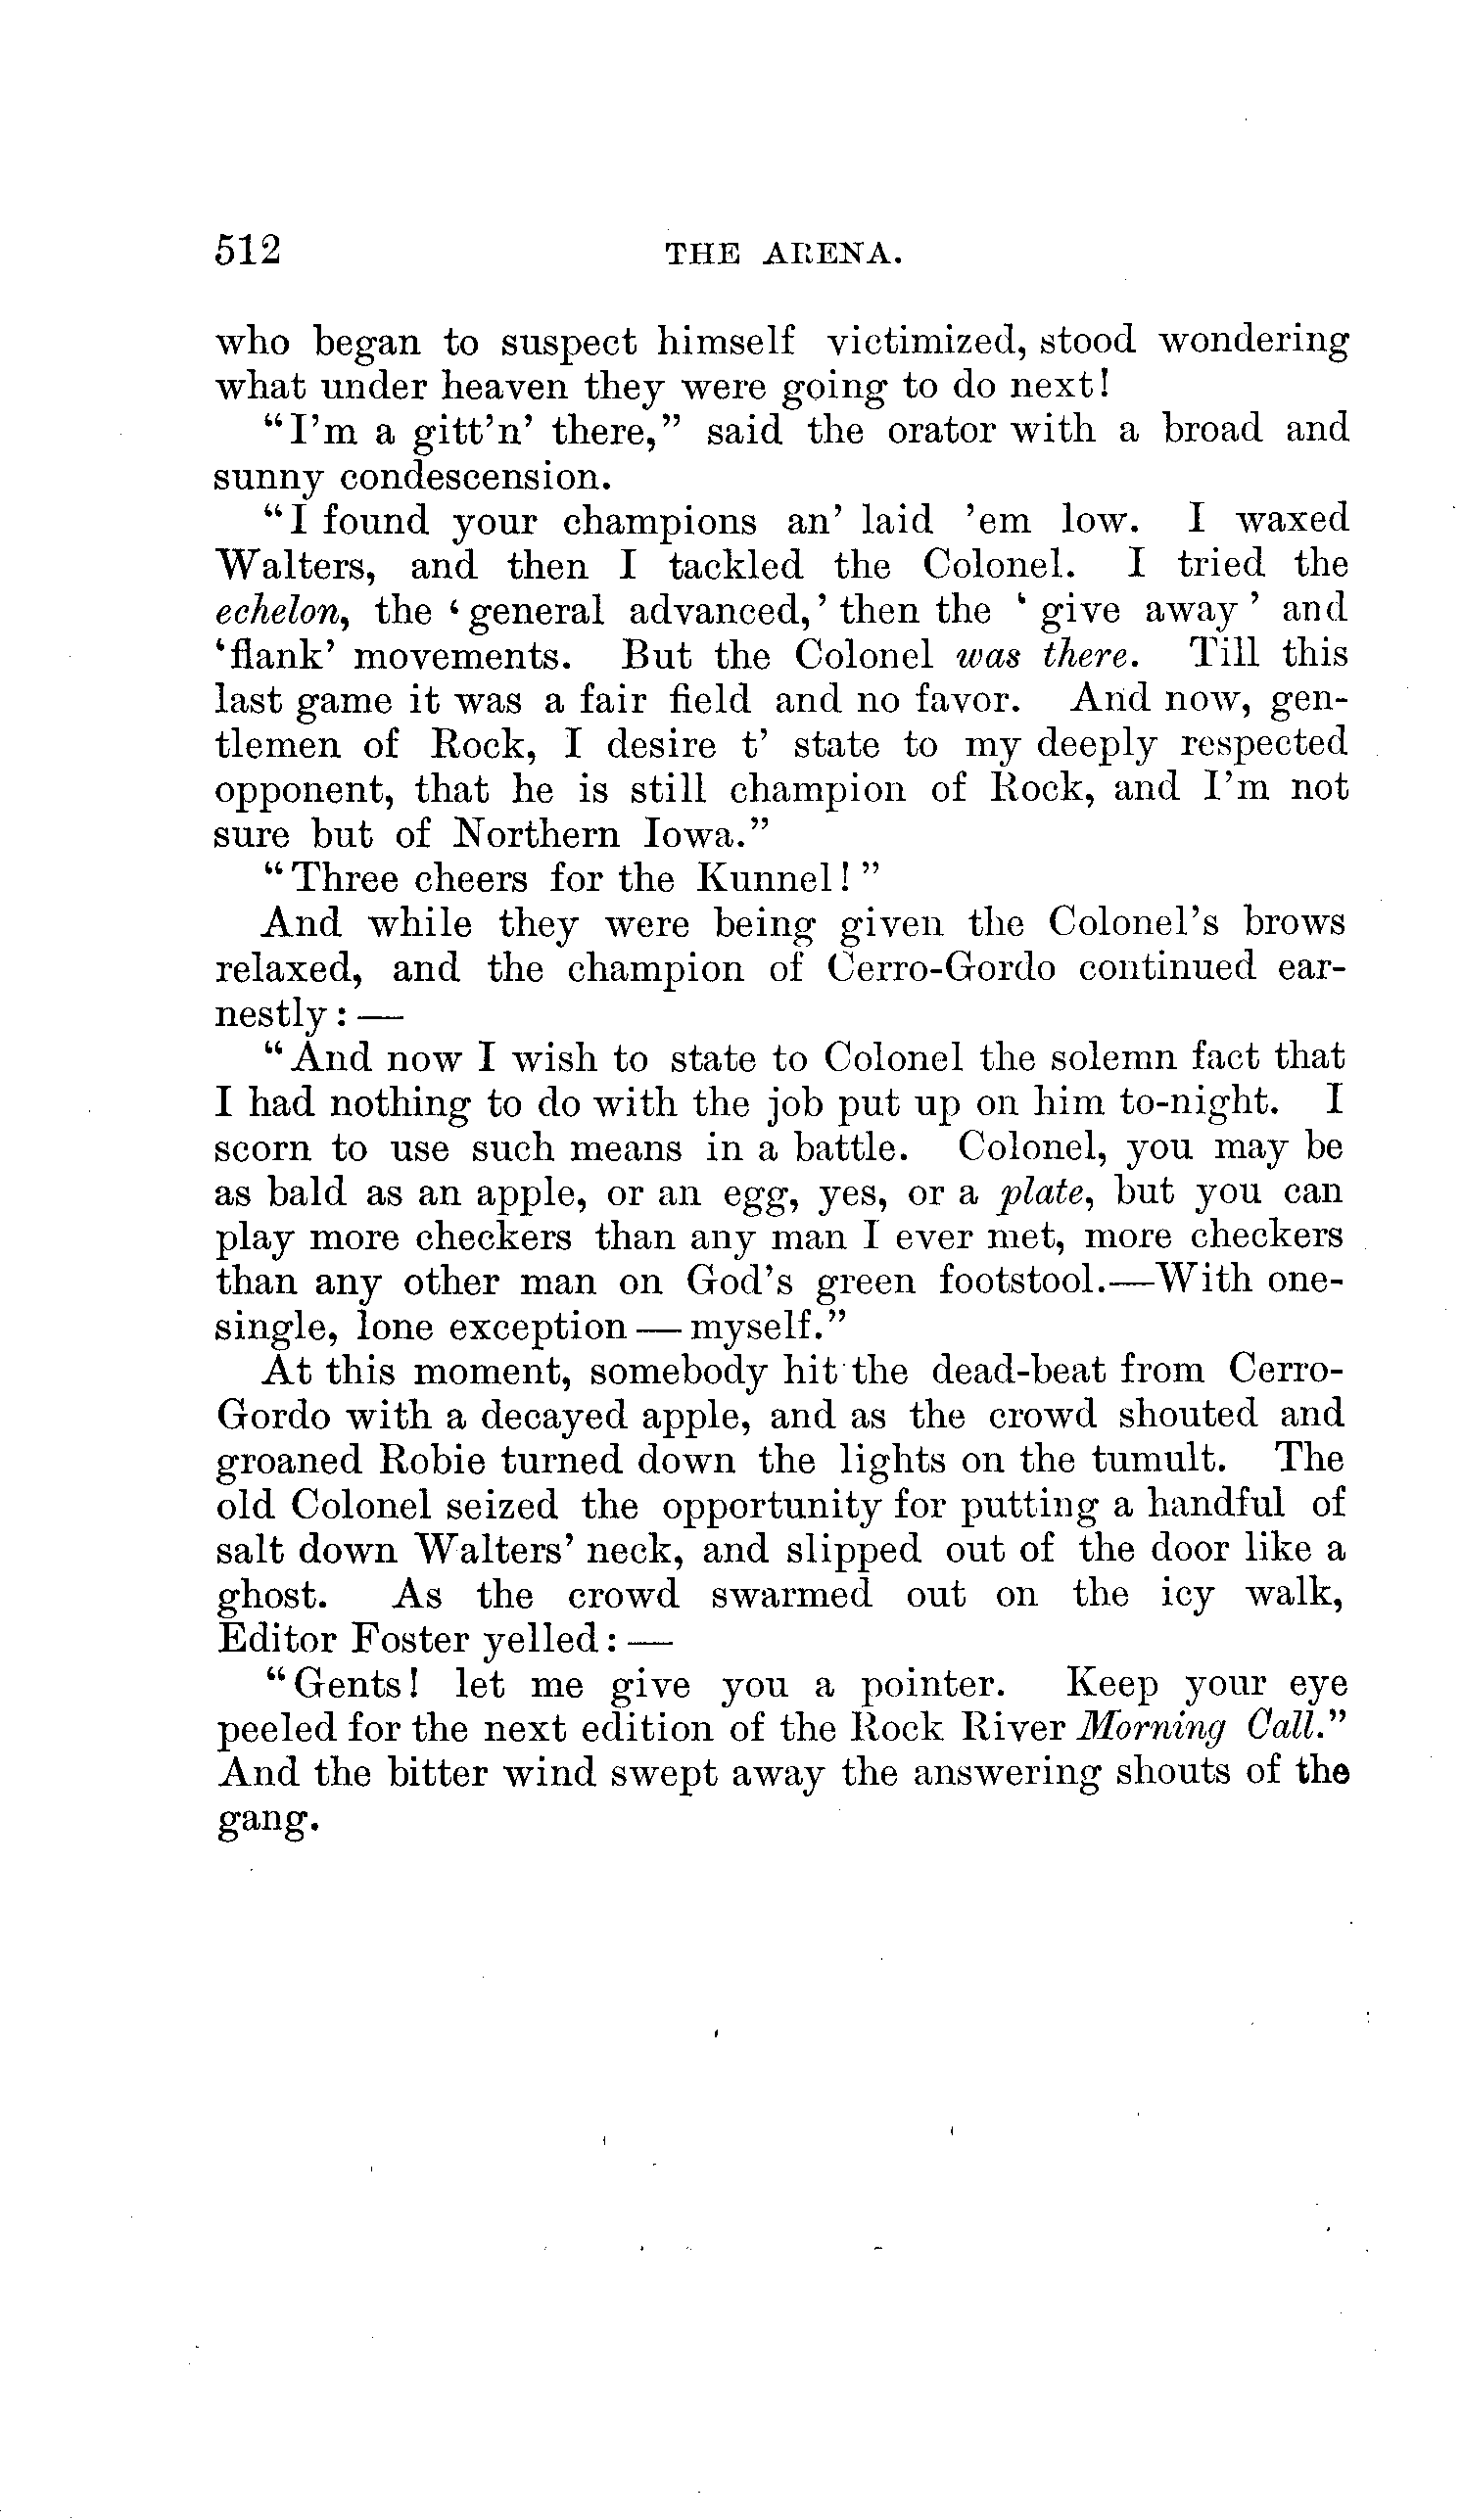 512 THE ARENA.
who began to suspect himself victimized, stood wondering
what under heaven they were going to do next!
“I’m a gitt’n’ there,” said the orator with a broad and
sunny condescension.
“I found your champions an’ laid ’em low. I waxed
Walters, and then I tackled the Colonel. I tried the
echelon, the ‘general advanced,’ then the ‘give away’ and
‘flank’ movements. But the Colonel was there. Till this
last game it was a fair field and no favor. And now, gen-
tlemen of Rock, I desire t’ state to my deeply respected
opponent, that he is still champion of Rock, and I’m not
sure but of Northern Iowa.”
“Three cheers for the Kunnel!”
And while they were being given the Colonel’s brows
relaxed, and the champion of Cerro-Gordo continued ear-
nestly: —
“And now I wish to state to Colonel the solemn fact that
I had nothing to do with the job put up on him to-night. I
scorn to use such means in a battle. Colonel, you may be
as bald as an apple, or an egg, yes, or a plate, but you can
play more checkers than any man I ever met, more checkers
than any other man on God’s green footstool.—With one-
single, lone exception — myself.”
At this moment, somebody hit the dead-beat from Cerro-
Gordo with a decayed apple, and as the crowd shouted and
groaned Robie turned down the lights on the tumult. The
old Colonel seized the opportunity for putting a handful of
salt down Walters’ neck, and slipped out of the door like a
ghost. As the crowd swarmed out on the icy walk,
Editor Foster yelled: —
“Gents! let me give you a pointer. Keep your eye
peeled for the next edition of the Rock River Morning Call.”
And the bitter wind swept away the answering shouts of the
gang.